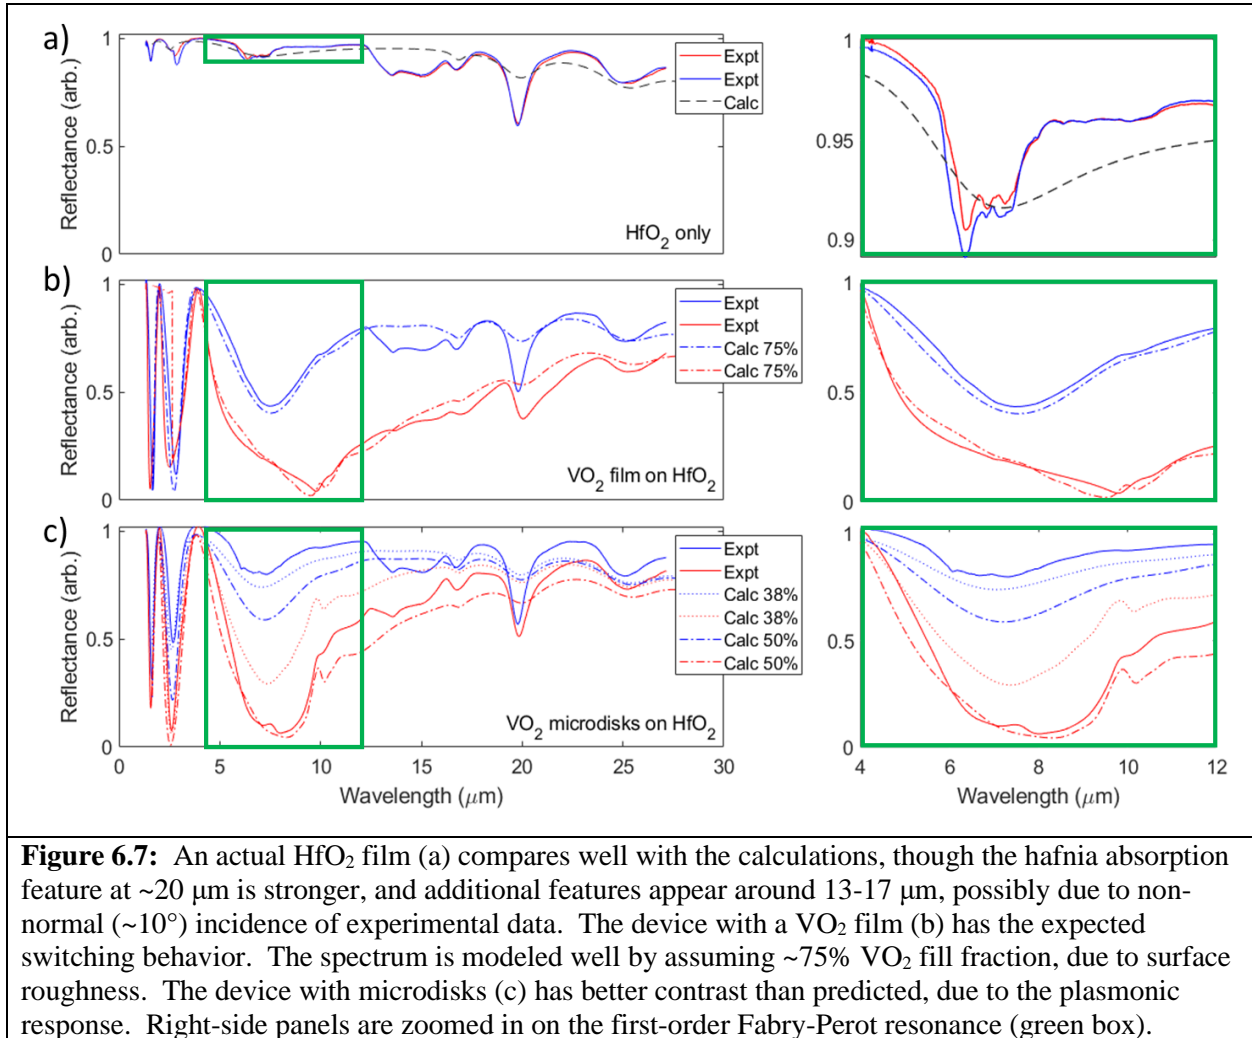 a)
1
0.5
0
Reflectance (arb.)
Expt
Expt
Calc
HfO2 only
1
0.95
0.9
b)
1
0.5
0
Reflectance (arb.)
Expt
Expt
Calc 75%
Calc 75%
VO2 film on HfO2
1
0.5
0
c)
1
0.5
0
Reflectance (arb.)
Expt
Expt
Calc 38%
Calc 38%
Calc 50%
Calc 50%
VO2 microdisks on HfO2
0 5 10 15 20 25 30
Wavelength (μm)
1
0.5
0
4 6 8 10 12
Wavelength (μm)
Figure 6.7: An actual HfO2 film (a) compares well with the calculations, though the hafnia absorption
feature at ~20 μm is stronger, and additional features appear around 13-17 μm, possibly due to non-
normal (~10°) incidence of experimental data. The device with a VO2 film (b) has the expected
switching behavior. The spectrum is modeled well by assuming ~75% VO2 fill fraction, due to surface
roughness. The device with microdisks (c) has better contrast than predicted, due to the plasmonic
response. Right-side panels are zoomed in on the first-order Fabry-Perot resonance (green box).